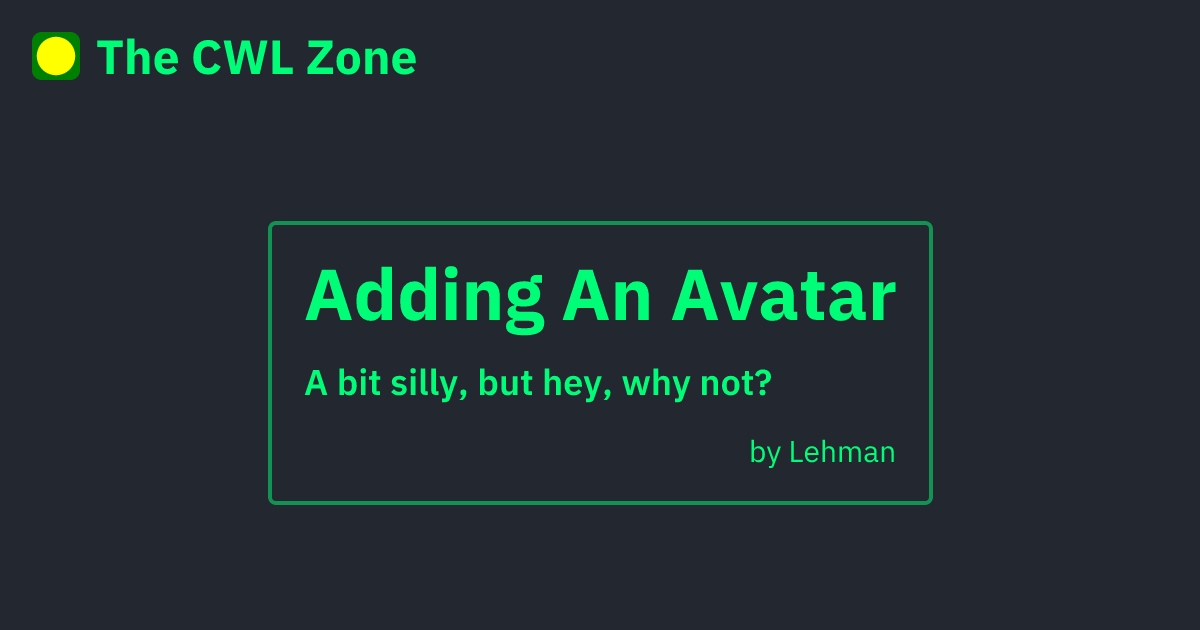 The CWL Zone
Adding An Avatar
A bit silly, but hey, why not?
by Lehman